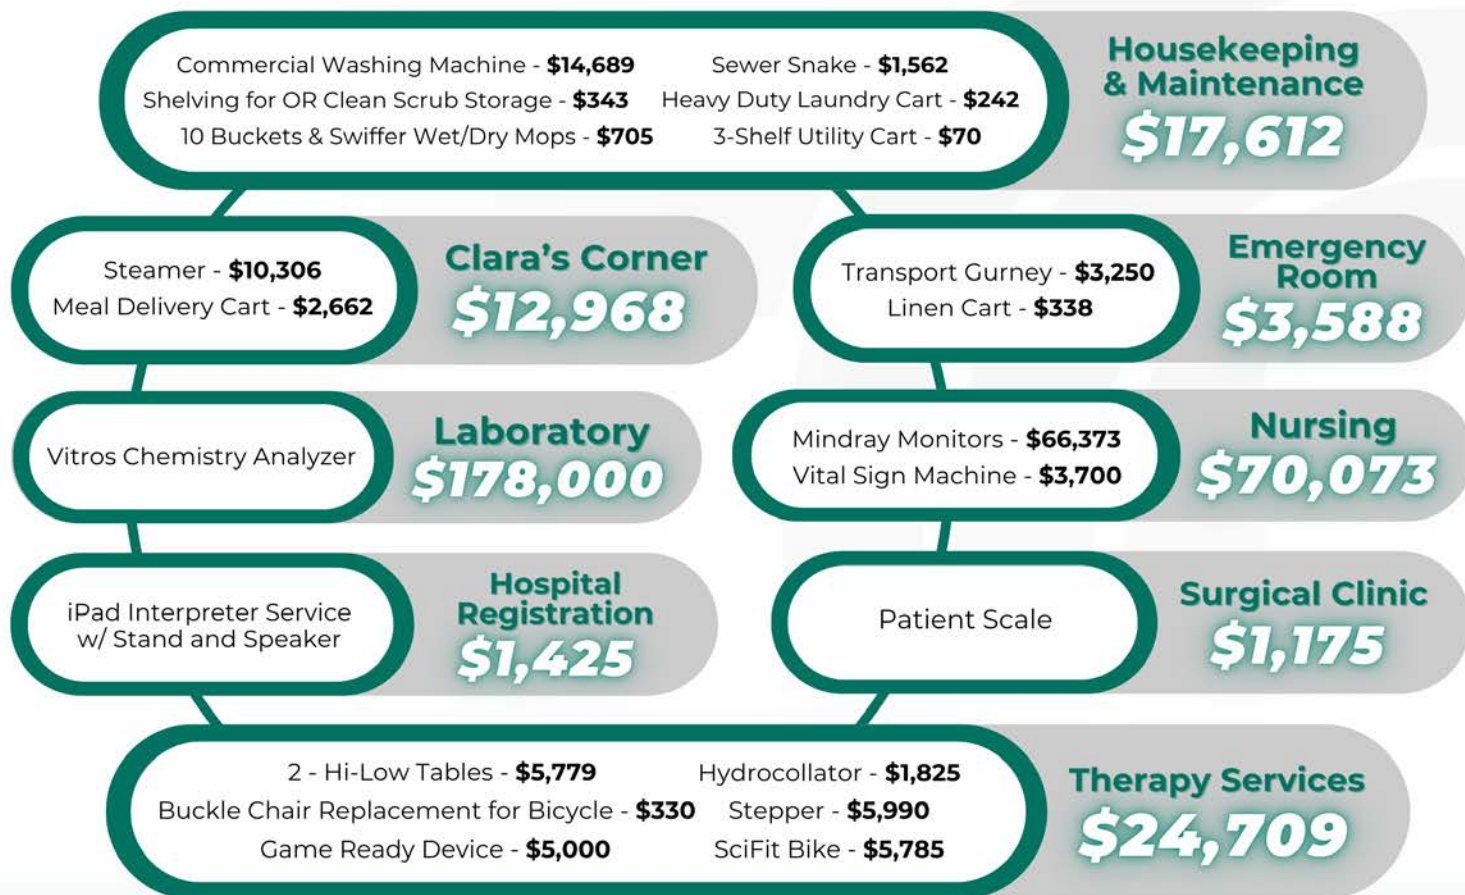 Commercial Washing Machine - $14,689
Shelving for OR Clean Scrub Storage - $343
10 Buckets & Swiffer Wet/Dry Mops - $705
Sewer Snake - $1,562
Heavy Duty Laundry Cart - $242
3-Shelf Utility Cart - $70
Housekeeping
& Maintenance
$17,612
Steamer - $10,306
Meal Delivery Cart - $2,662
Clara's Corner
$12,968
Transport Gurney - $3,250
Linen Cart - $338
Emergency
Room
$3,588
Vitros Chemistry Analyzer
Laboratory
$178,000
Mindray Monitors - $66,373
Vital Sign Machine - $3,700
Nursing
$70,073
iPad Interpreter Service
w/ Stand and Speaker
Hospital
Registration
$1,425
Patient Scale
Surgical Clinic
$1,175
2 - Hi-Low Tables - $5,779
Buckle Chair Replacement for Bicycle - $330
Game Ready Device - $5,000
Hydrocollator - $1,825
Stepper - $5,990
SciFit Bike - $5,785
Therapy Services
$24,709